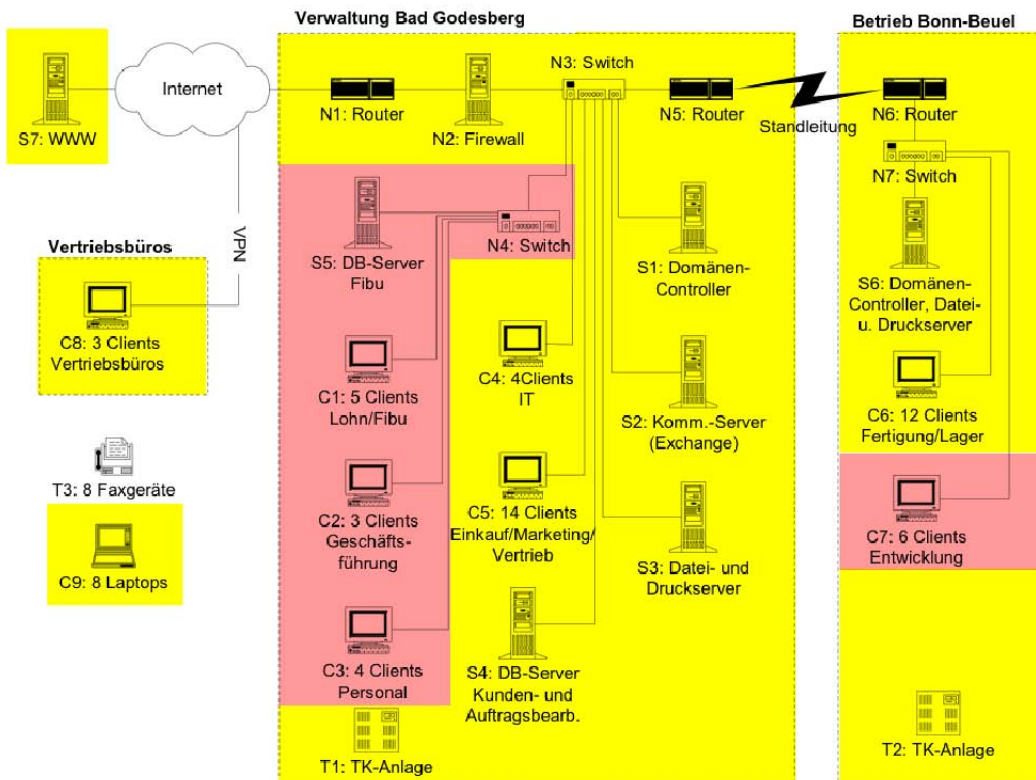 Verwaltung Bad Godesberg
Betrieb Bonn-Beuel
S7: WWW
Internet
N1: Router
N2: Firewall
N3: Switch
N5: Router
Standleitung
N6: Router
N7: Switch
VPN
Vertriebsbüros
C8: 3 Clients
Vertriebsbüros
T3: 8 Faxgeräte
C9: 8 Laptops
S5: DB-Server
Fibu
N4: Switch
C1: 5 Clients
Lohn/Fibu
C2: 3 Clients
Geschäfts-
führung
C3: 4 Clients
Personal
T1: TK-Anlage
C4: 4Clients
IT
C5: 14 Clients
Einkauf/Marketing/
Vertrieb
S4: DB-Server
Kunden- und
Auftragsbearb.
S1: Domänen-
Controller
S2: Komm.-Server
(Exchange)
S3: Datei- und
Druckserver
S6: Domänen-
Controller, Datei-
u. Druckserver
C6: 12 Clients
Fertigung/Lager
C7: 6 Clients
Entwicklung
T2: TK-Anlage